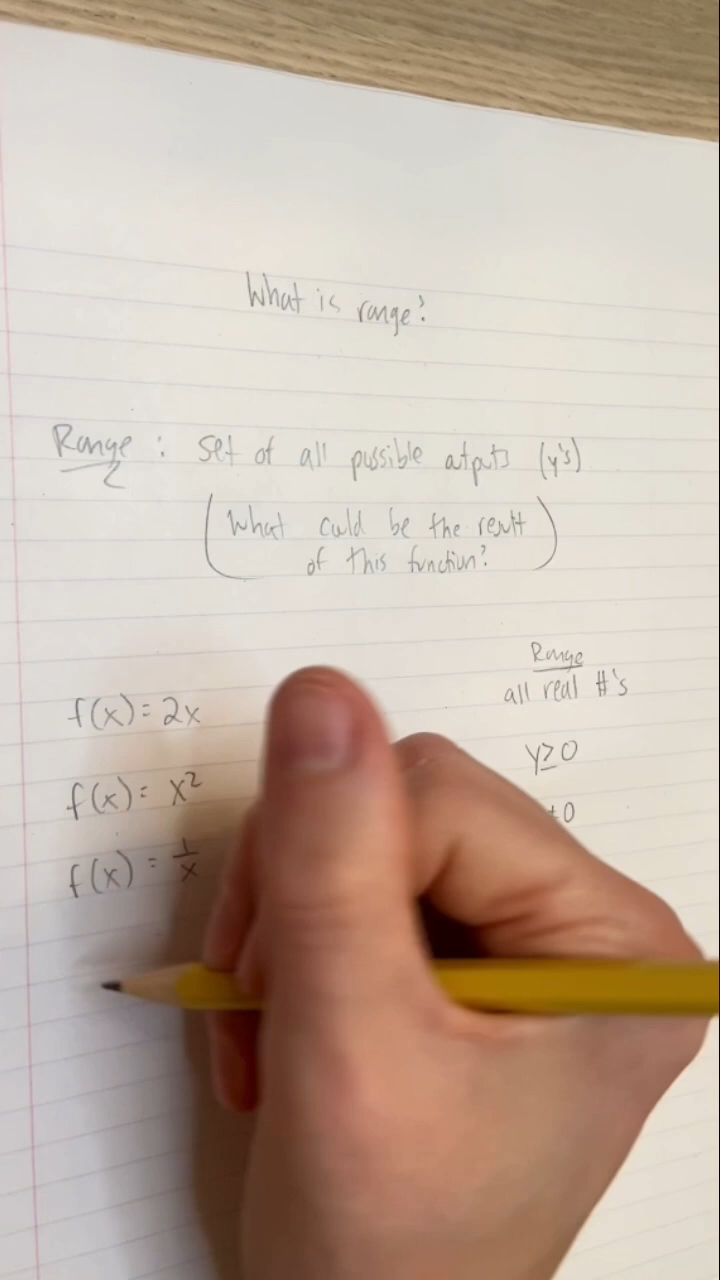 What is range?
Range : set of all possible outputs (y's)
(What could be the result
of this function?)
Range
f(x) = 2x all real #'s
f(x) = x² y ≥ 0
f(x) = 1/x ≠ 0